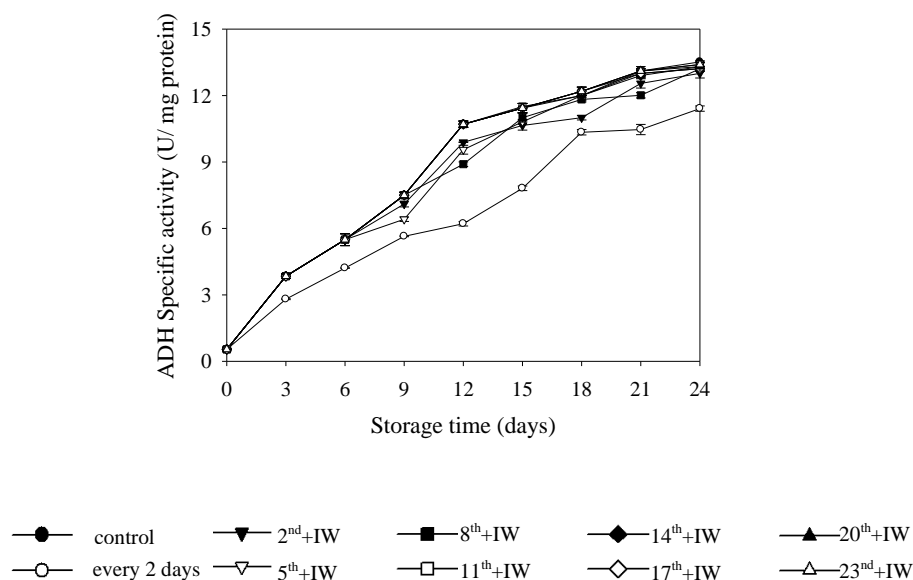 ADH Specific activity (U/ mg protein)
15
12
9
6
3
0
0 3 6 9 12 15 18 21 24
Storage time (days)
control 2nd+IW 8th+IW 14th+IW 20th+IW
every 2 days 5th+IW 11th+IW 17th+IW 23nd+IW